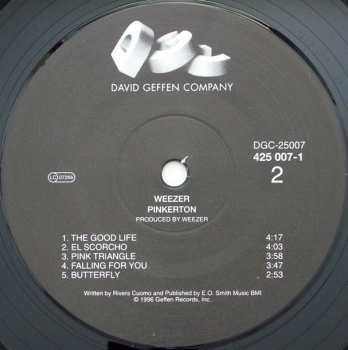 DGC
DAVID GEFFEN COMPANY
DGC-25007
425 007-1
2
LC 07266
WEEZER
PINKERTON
PRODUCED BY WEEZER
1. THE GOOD LIFE 4:17
2. EL SCORCHO 4:03
3. PINK TRIANGLE 3:58
4. FALLING FOR YOU 3:47
5. BUTTERFLY 2:53
Written by Rivers Cuomo and Published by E.O. Smith Music BMI
© 1996 Geffen Records, Inc.